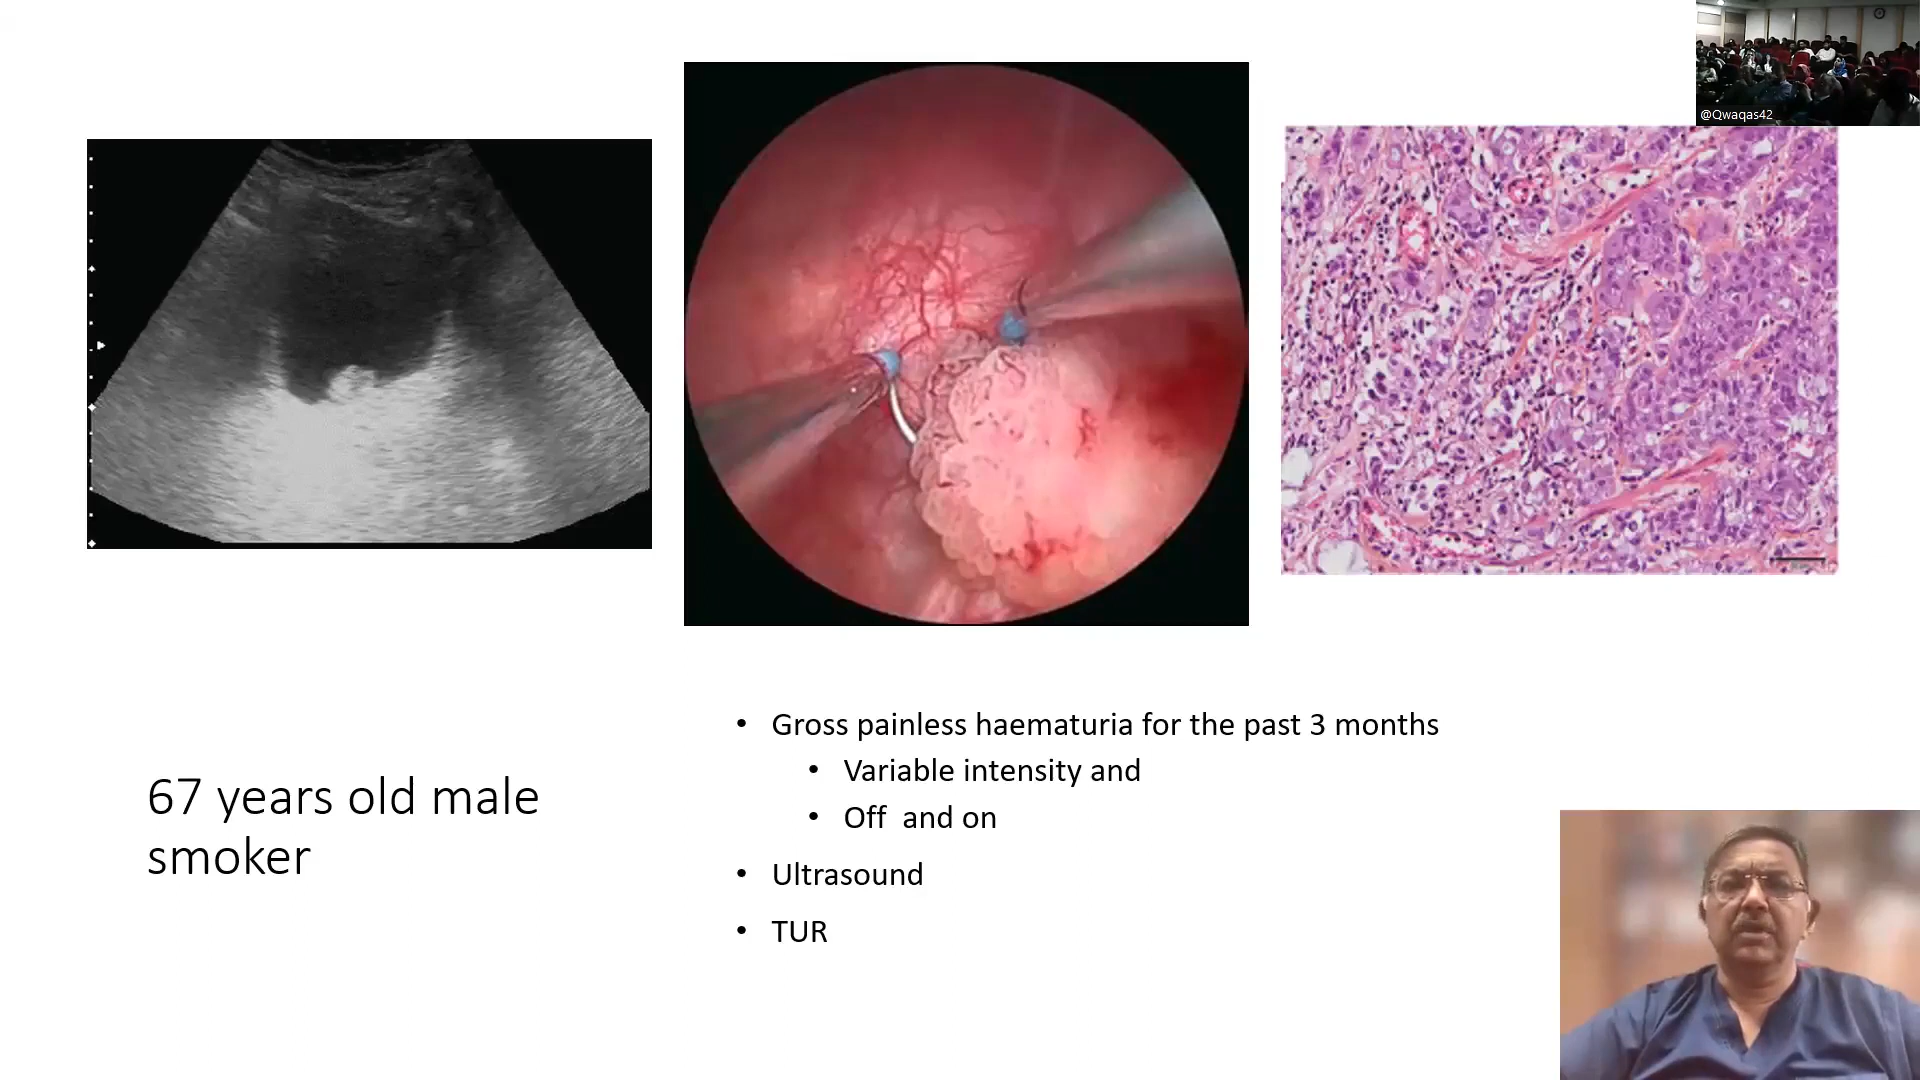 @Qwaqas42
67 years old male
smoker
• Gross painless haematuria for the past 3 months
• Variable intensity and
• Off  and on
• Ultrasound
• TUR